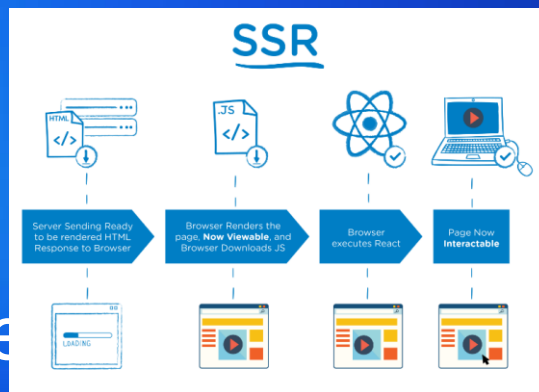 SSR
HTML
</>
.JS
</>
Server Sending Ready
to be rendered HTML
Response to Browser
Browser Renders the
page, Now Viewable, and
Browser Downloads JS
Browser
executes React
Page Now
Interactable
LOADING